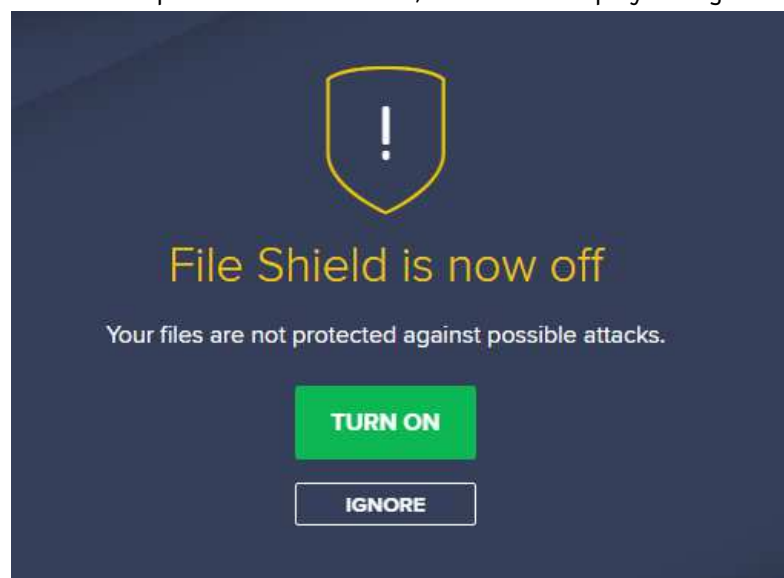 !
File Shield is now off
Your files are not protected against possible attacks.
TURN ON
IGNORE